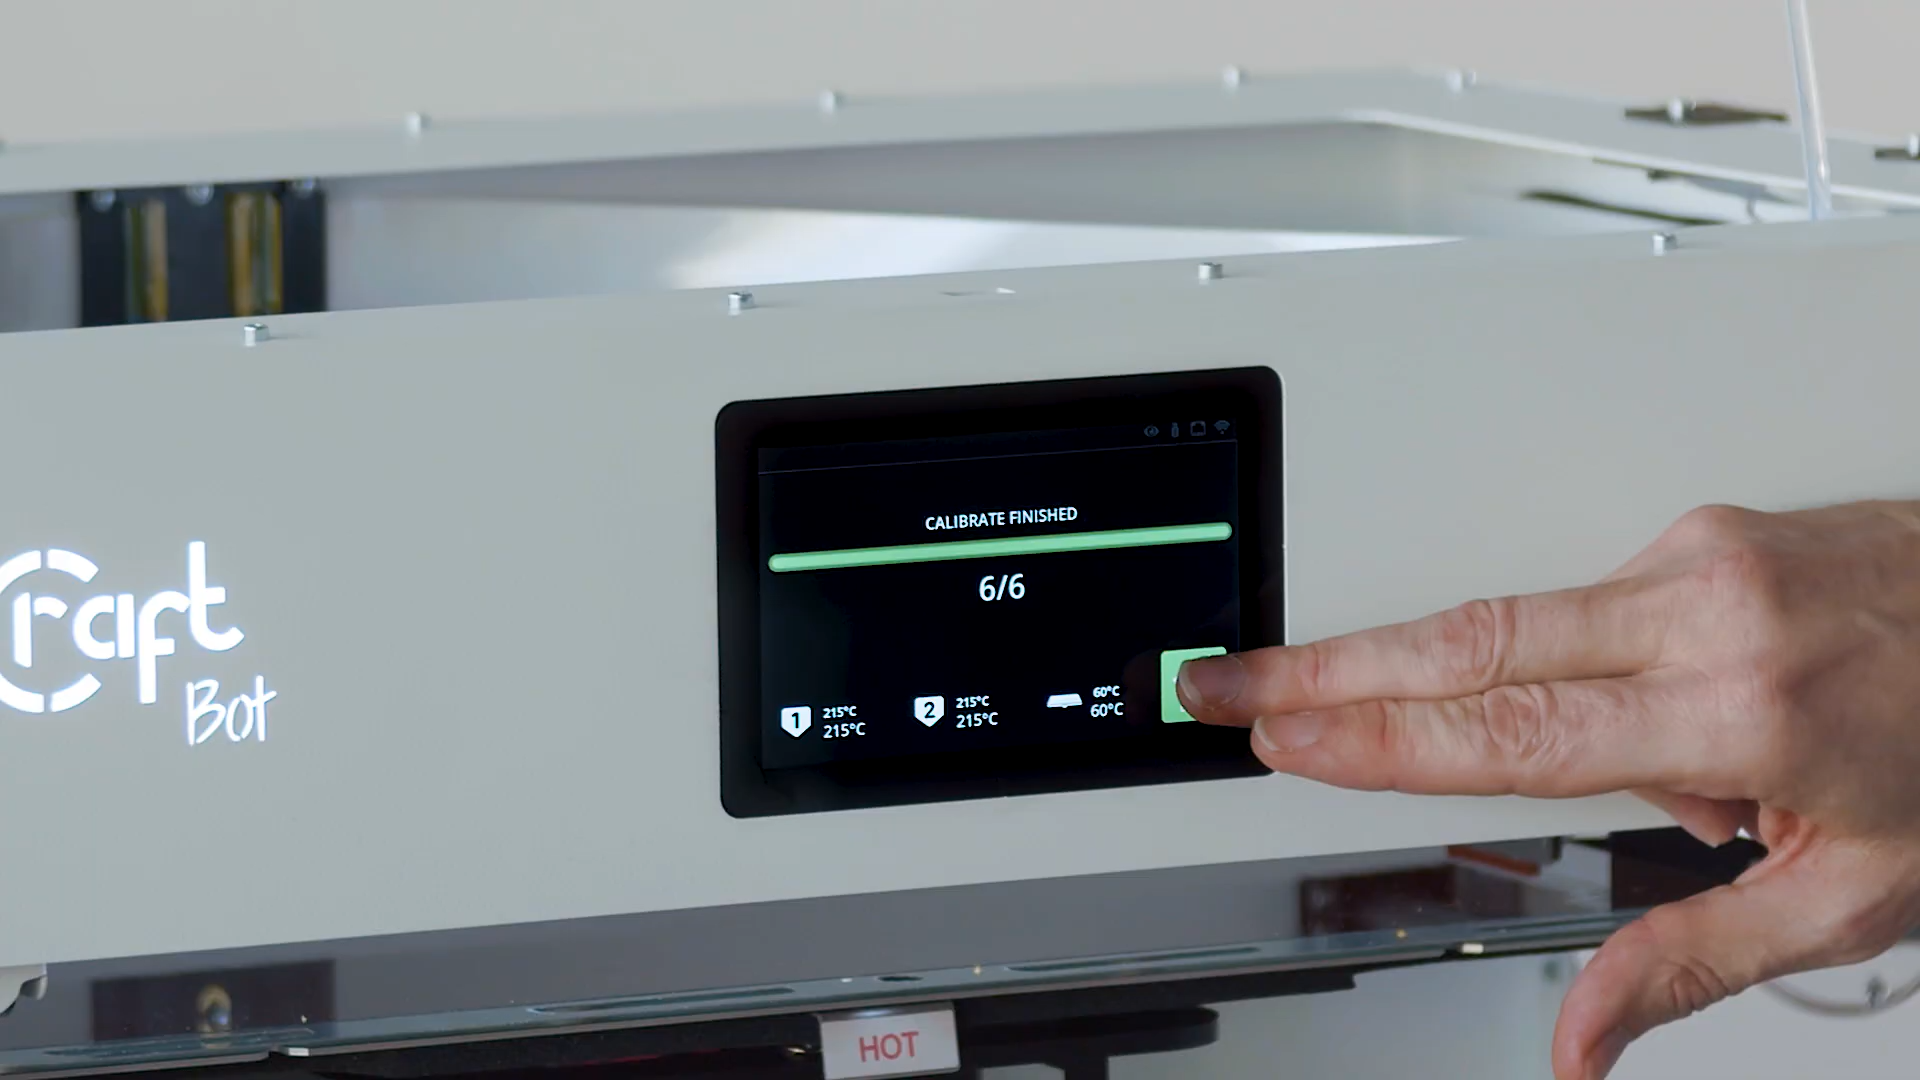 Craft
Bot
CALIBRATE FINISHED
6/6
1 215°C 215°C
2 215°C 215°C
60°C 60°C
HOT